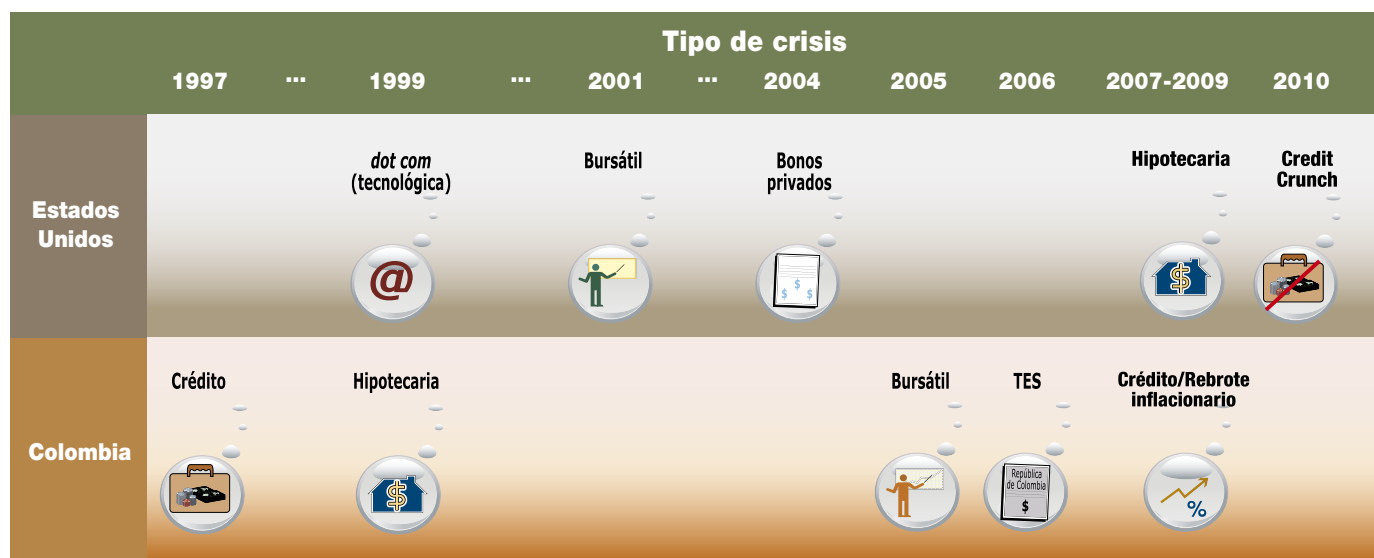 Tipo de crisis
1997 ... 1999 ... 2001 ... 2004 2005 2006 2007-2009 2010
Estados
Unidos
dot com
(tecnológica)
Bursátil
Bonos
privados
Hipotecaria
Credit
Crunch
@
$
$ $
$
Colombia
Crédito
Hipotecaria
Bursátil
TES
Crédito/Rebrote
inflacionario
$
República
de Colombia
$
%